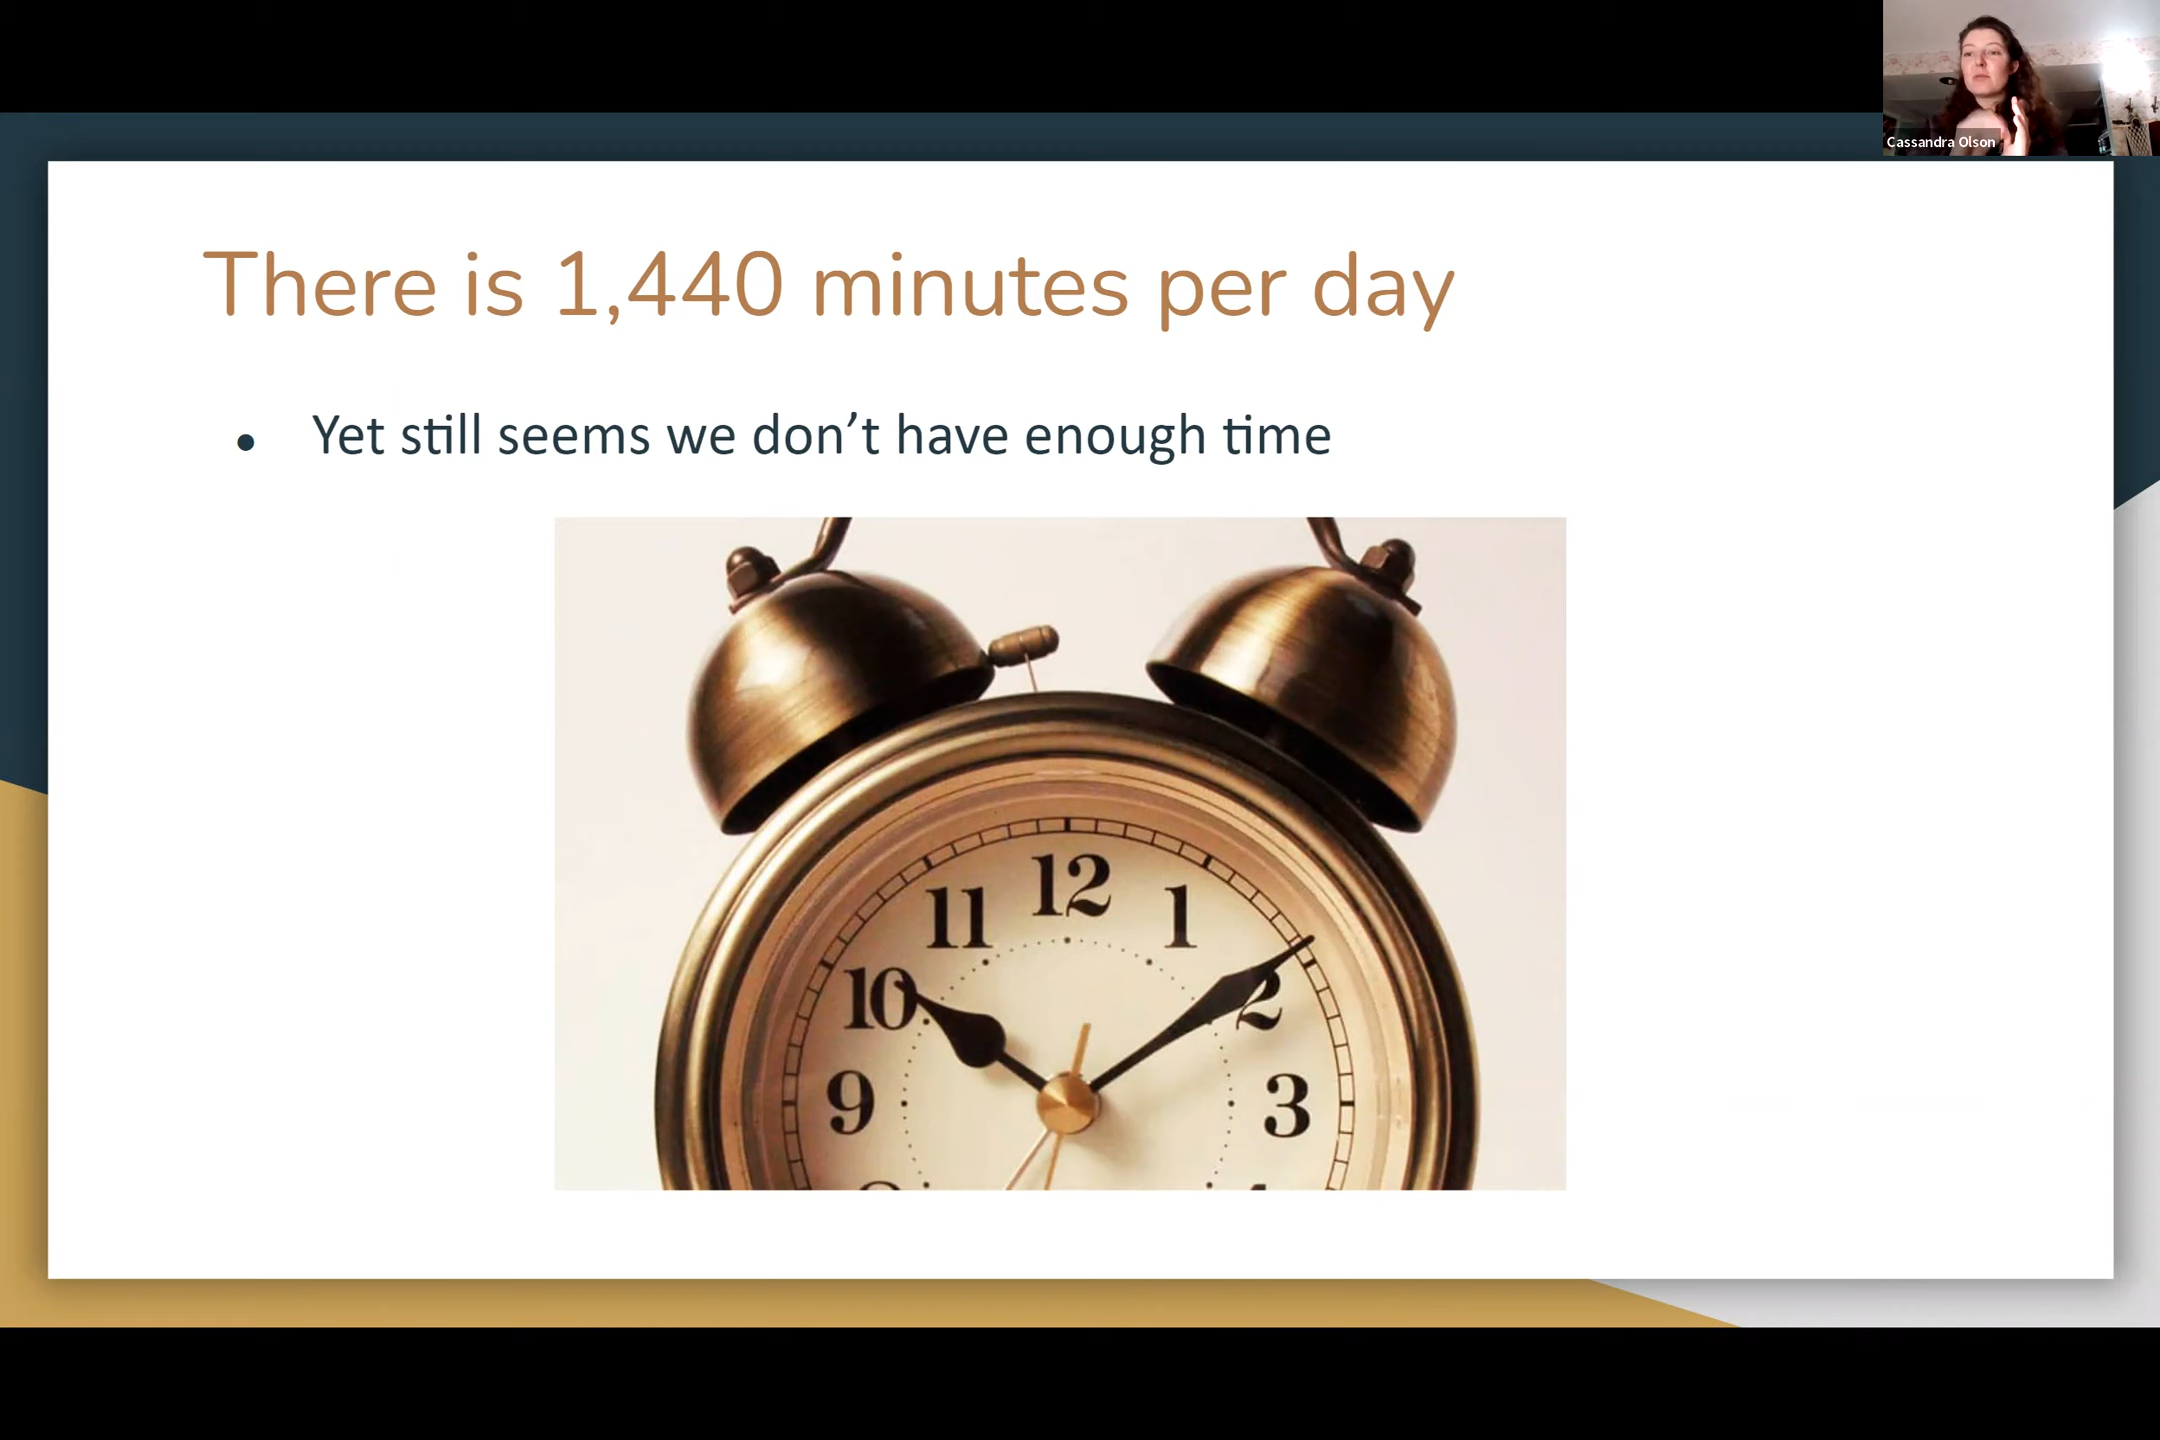 Cassandra Olson
There is 1,440 minutes per day
Yet still seems we don’t have enough time
12
11
1
10
2
9
3